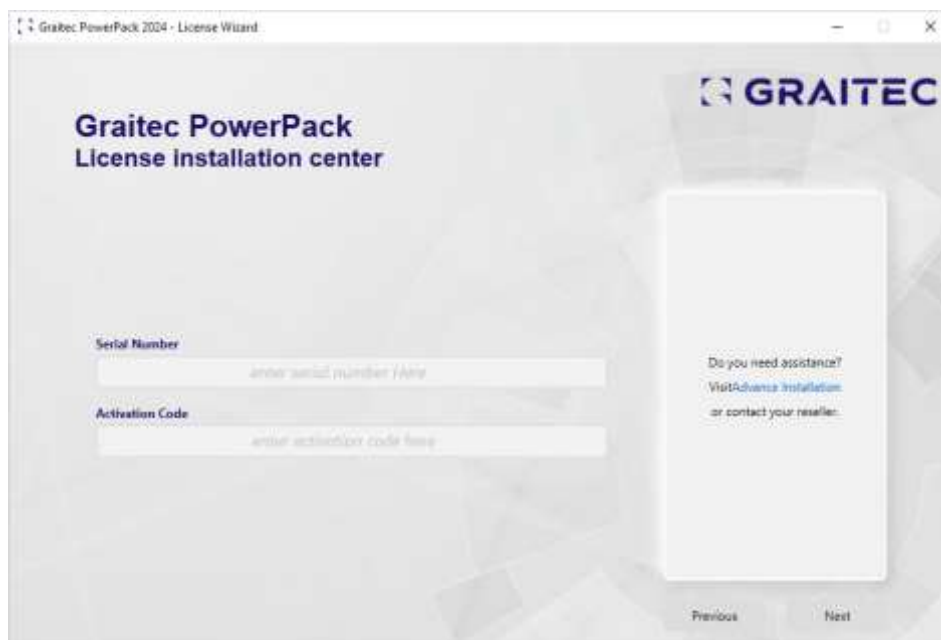 Graitec PowerPack 2024 - License Wizard
GRAITEC
Graitec PowerPack
License installation center
Serial Number
enter serial number Here
Activation Code
enter activation code here
Do you need assistance?
VisitAdvance Installation
or contact your reseller.
Previous
Next